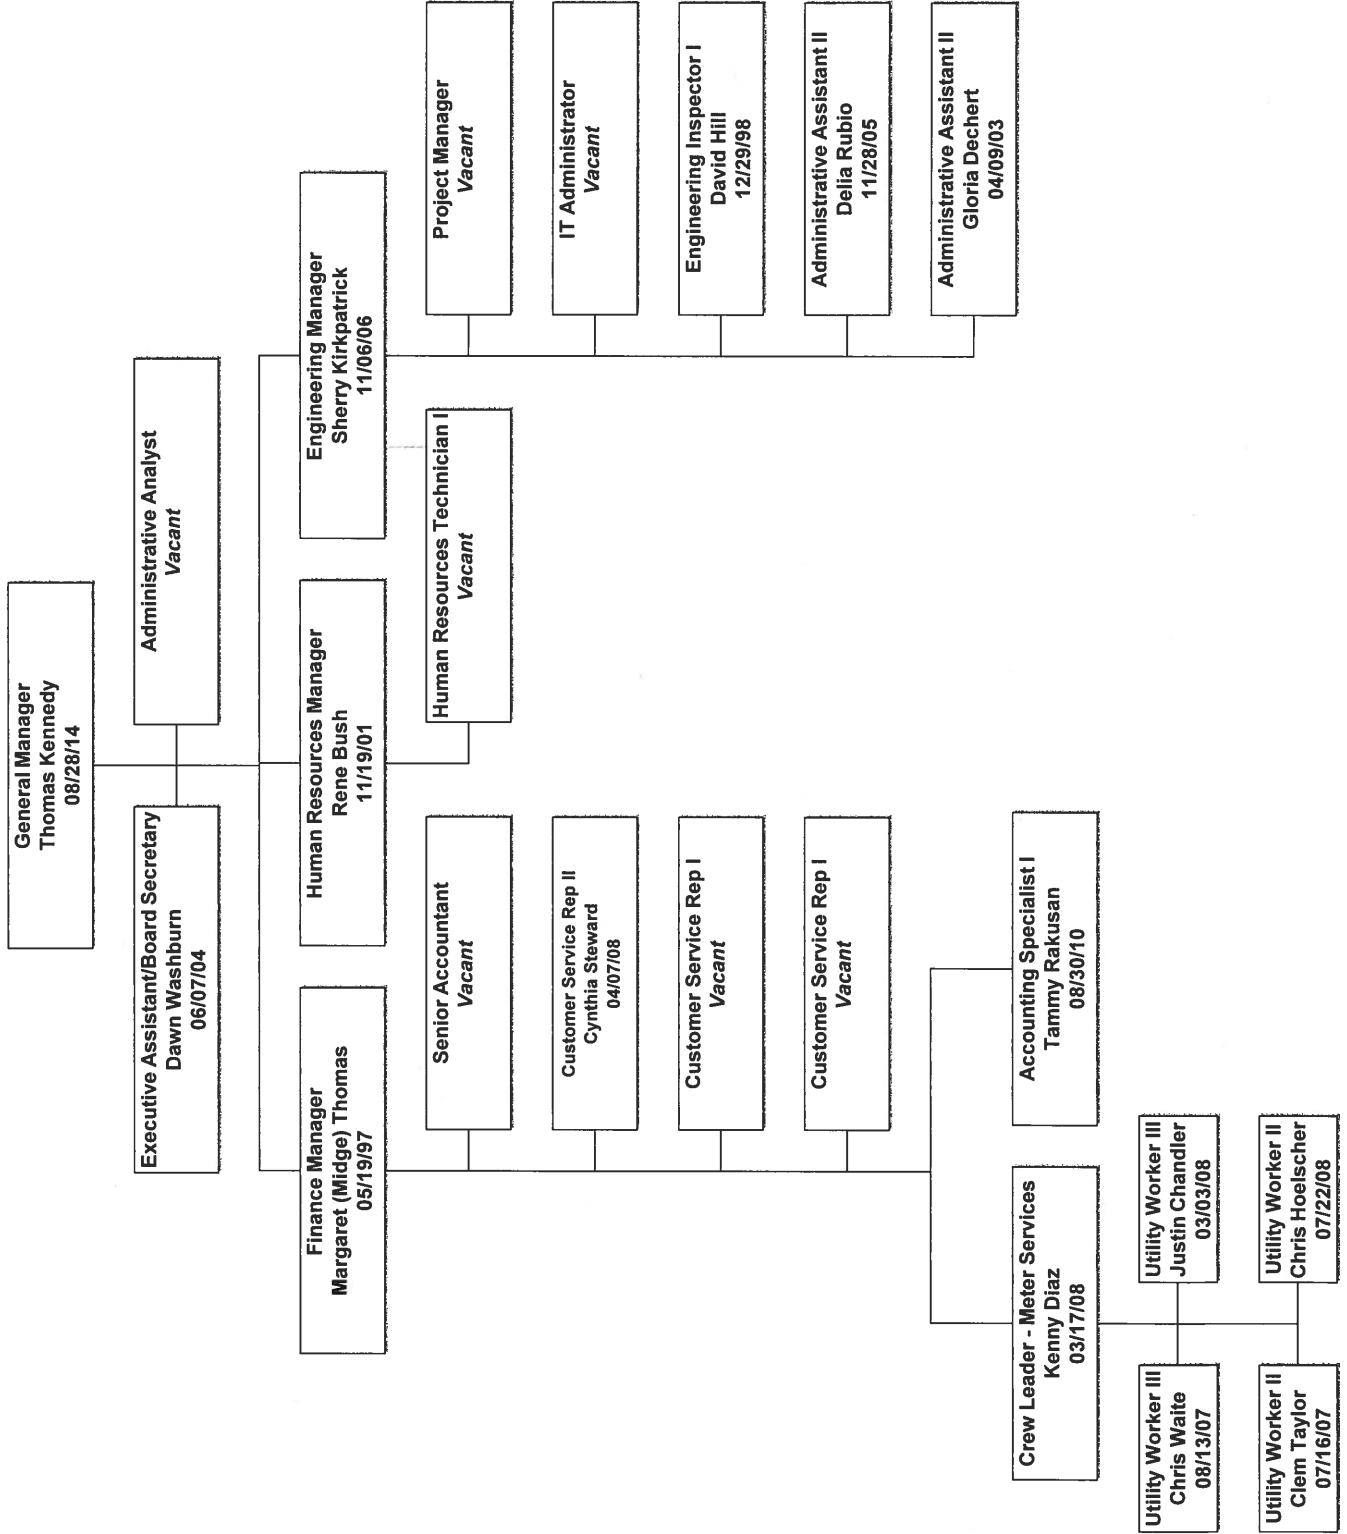 General Manager
Thomas Kennedy
08/28/14
Executive Assistant/Board Secretary
Dawn Washburn
06/07/04
Administrative Analyst
Vacant
Finance Manager
Margaret (Midge) Thomas
05/19/97
Human Resources Manager
Rene Bush
11/19/01
Engineering Manager
Sherry Kirkpatrick
11/06/06
Senior Accountant
Vacant
Customer Service Rep II
Cynthia Steward
04/07/08
Customer Service Rep I
Vacant
Customer Service Rep I
Vacant
Human Resources Technician I
Vacant
Project Manager
Vacant
IT Administrator
Vacant
Engineering Inspector I
David Hill
12/29/98
Administrative Assistant II
Delia Rubio
11/28/05
Administrative Assistant II
Gloria Dechert
04/09/03
Crew Leader - Meter Services
Kenny Diaz
03/17/08
Accounting Specialist I
Tammy Rakusan
08/30/10
Utility Worker III
Chris Waite
08/13/07
Utility Worker III
Justin Chandler
03/03/08
Utility Worker II
Clem Taylor
07/16/07
Utility Worker II
Chris Hoelscher
07/22/08